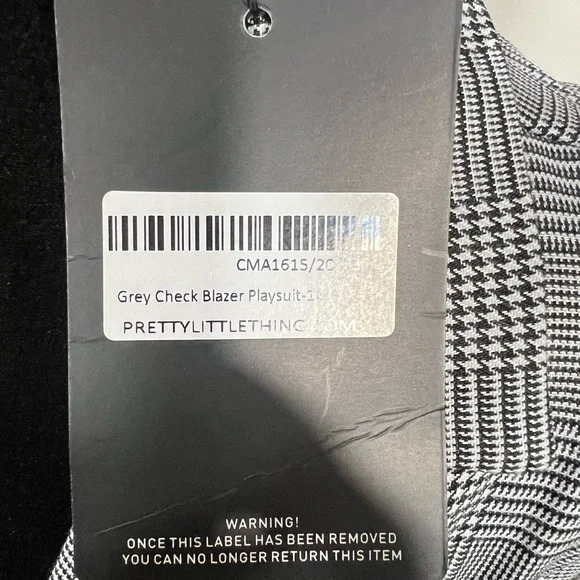 CMA1615/20
Grey Check Blazer Playsuit-
PRETTYLITTLETHING.COM
WARNING!
ONCE THIS LABEL HAS BEEN REMOVED
YOU CAN NO LONGER RETURN THIS ITEM